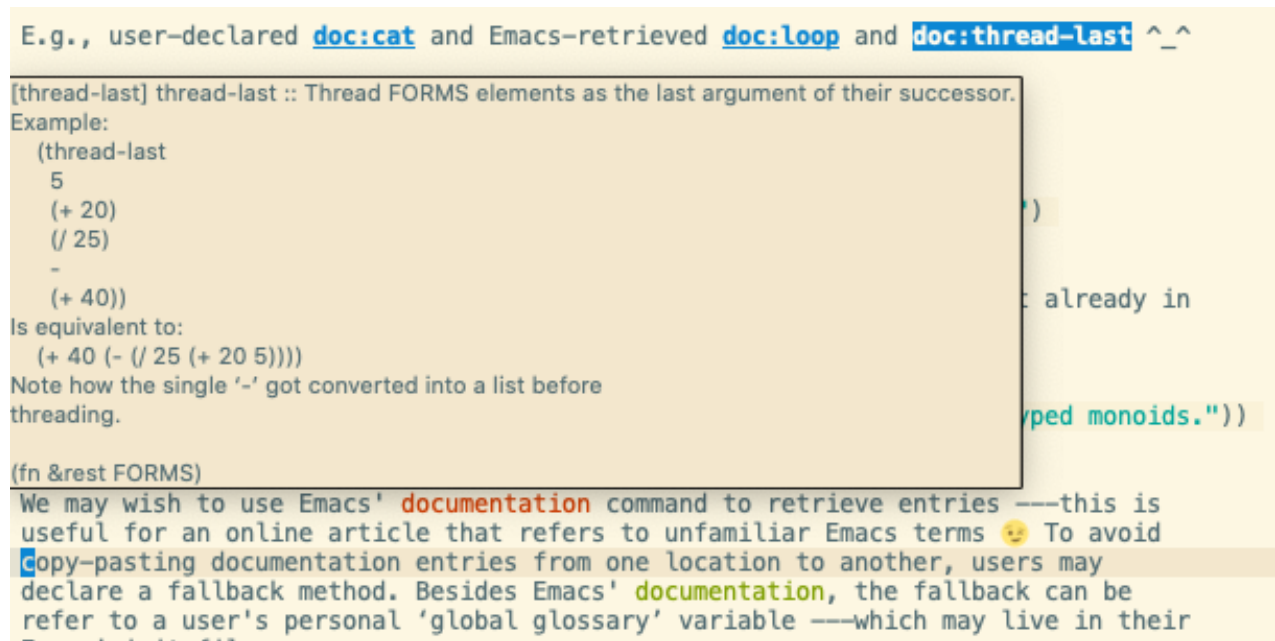 E.g., user–declared doc:cat and Emacs–retrieved doc:loop and doc:thread–last ^_^
[thread-last] thread-last :: Thread FORMS elements as the last argument of their successor.
Example:
(thread-last
5
(+ 20)
(/ 25)
-
(+ 40))
Is equivalent to:
(+ 40 (- (/ 25 (+ 20 5))))
Note how the single ‘-’ got converted into a list before
threading.
(fn &rest FORMS)
")
already in
yped monoids."))
We may wish to use Emacs' documentation command to retrieve entries –––this is
useful for an online article that refers to unfamiliar Emacs terms 😉 To avoid
copy–pasting documentation entries from one location to another, users may
declare a fallback method. Besides Emacs' documentation, the fallback can be
refer to a user's personal ‘global glossary’ variable –––which may live in their